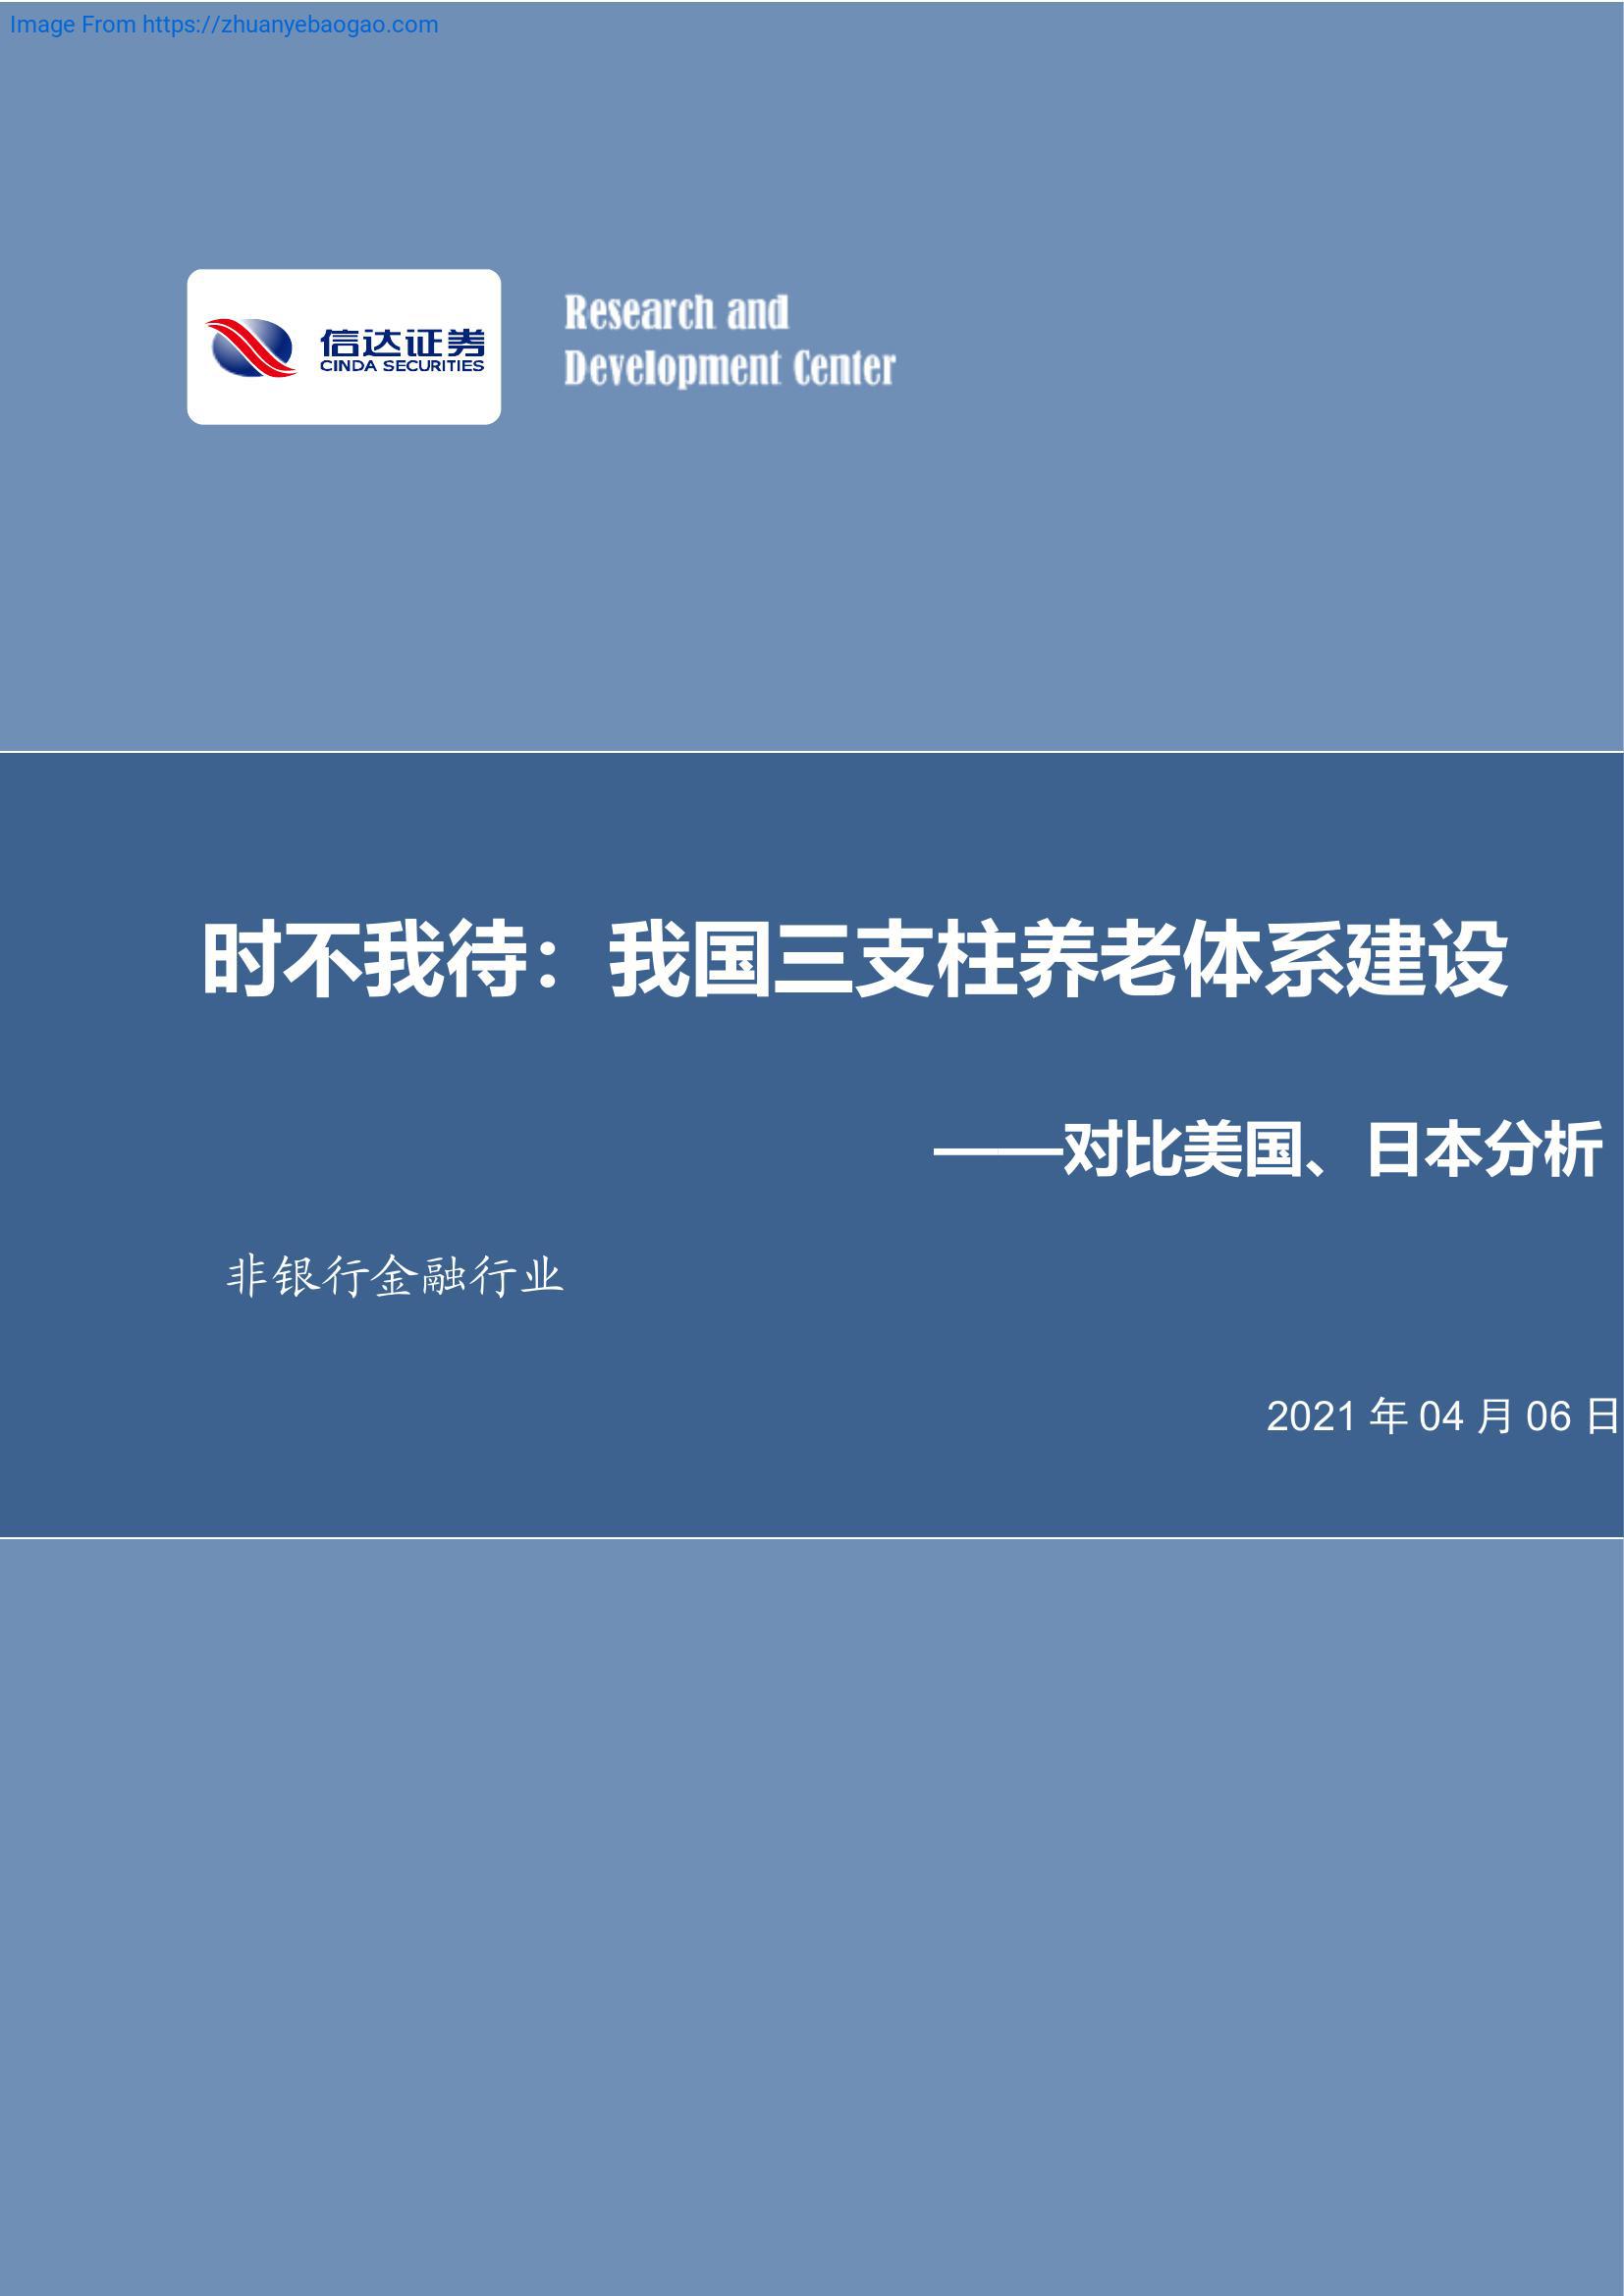 Image From https://zhuanyebaogao.com
信达证券
CINDA SECURITIES
Research and
Development Center
时不我待：我国三支柱养老体系建设
——对比美国、日本分析
非银行金融行业
2021 年 04 月 06 日